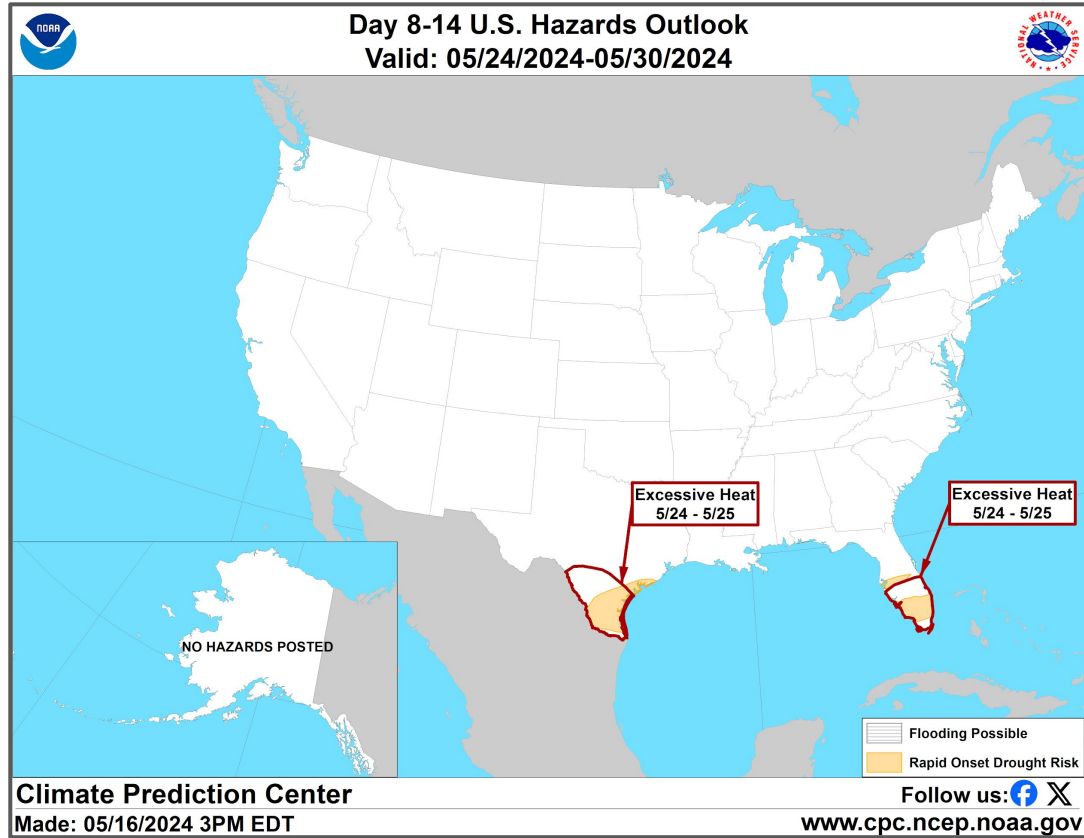 NOAA
Day 8-14 U.S. Hazards Outlook
Valid: 05/24/2024-05/30/2024
NATIONAL WEATHER SERVICE
Excessive Heat
5/24 - 5/25
Excessive Heat
5/24 - 5/25
NO HAZARDS POSTED
Flooding Possible
Rapid Onset Drought Risk
Climate Prediction Center
Follow us:
Made: 05/16/2024 3PM EDT
www.cpc.ncep.noaa.gov